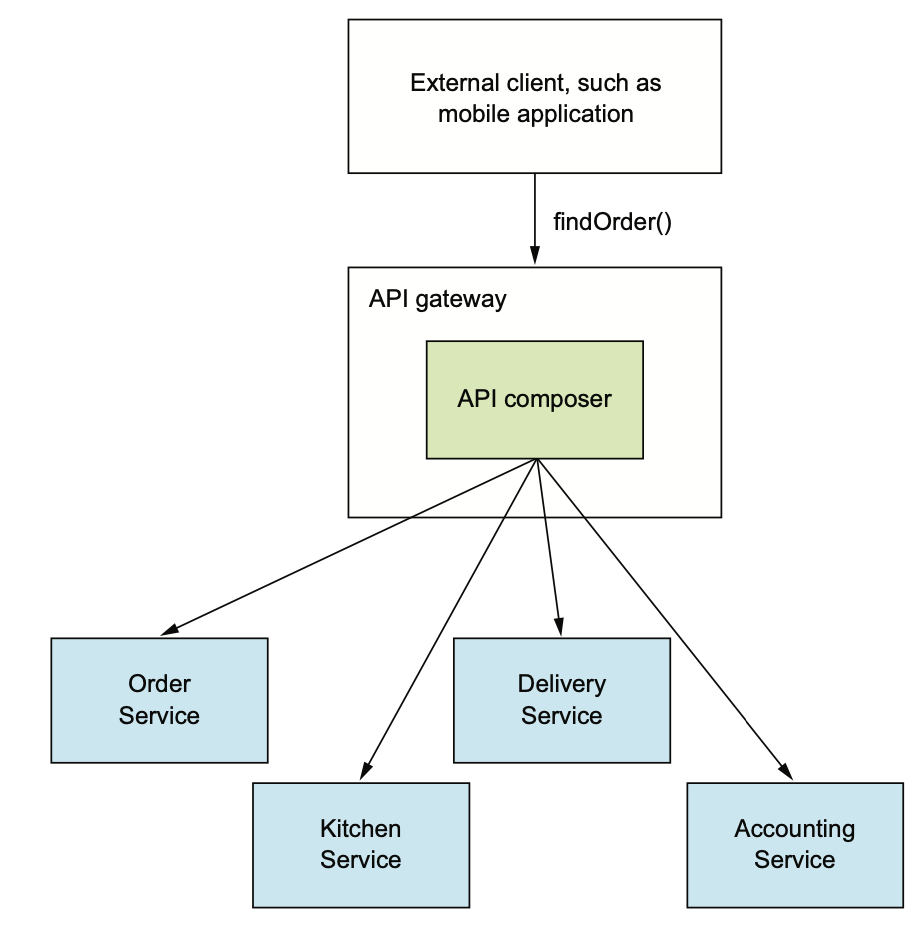 External client, such as
mobile application
findOrder()
API gateway
API composer
Order
Service
Delivery
Service
Kitchen
Service
Accounting
Service